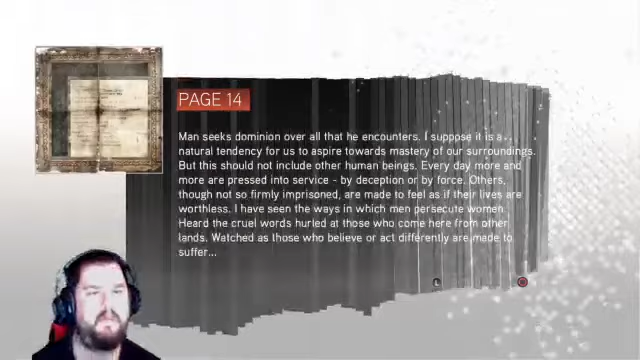 PAGE 14
Man seeks dominion over all that he encounters. I suppose it is a
natural tendency for us to aspire towards mastery of our surroundings.
But this should not include other human beings. Every day more and
more are pressed into service - by deception or by force. Others,
though not so firmly imprisoned, are made to feel as if their lives are
worthless. I have seen the ways in which men persecute women.
Heard the cruel words hurled at those who come here from other
lands. Watched as those who believe or act differently are made to
suffer...